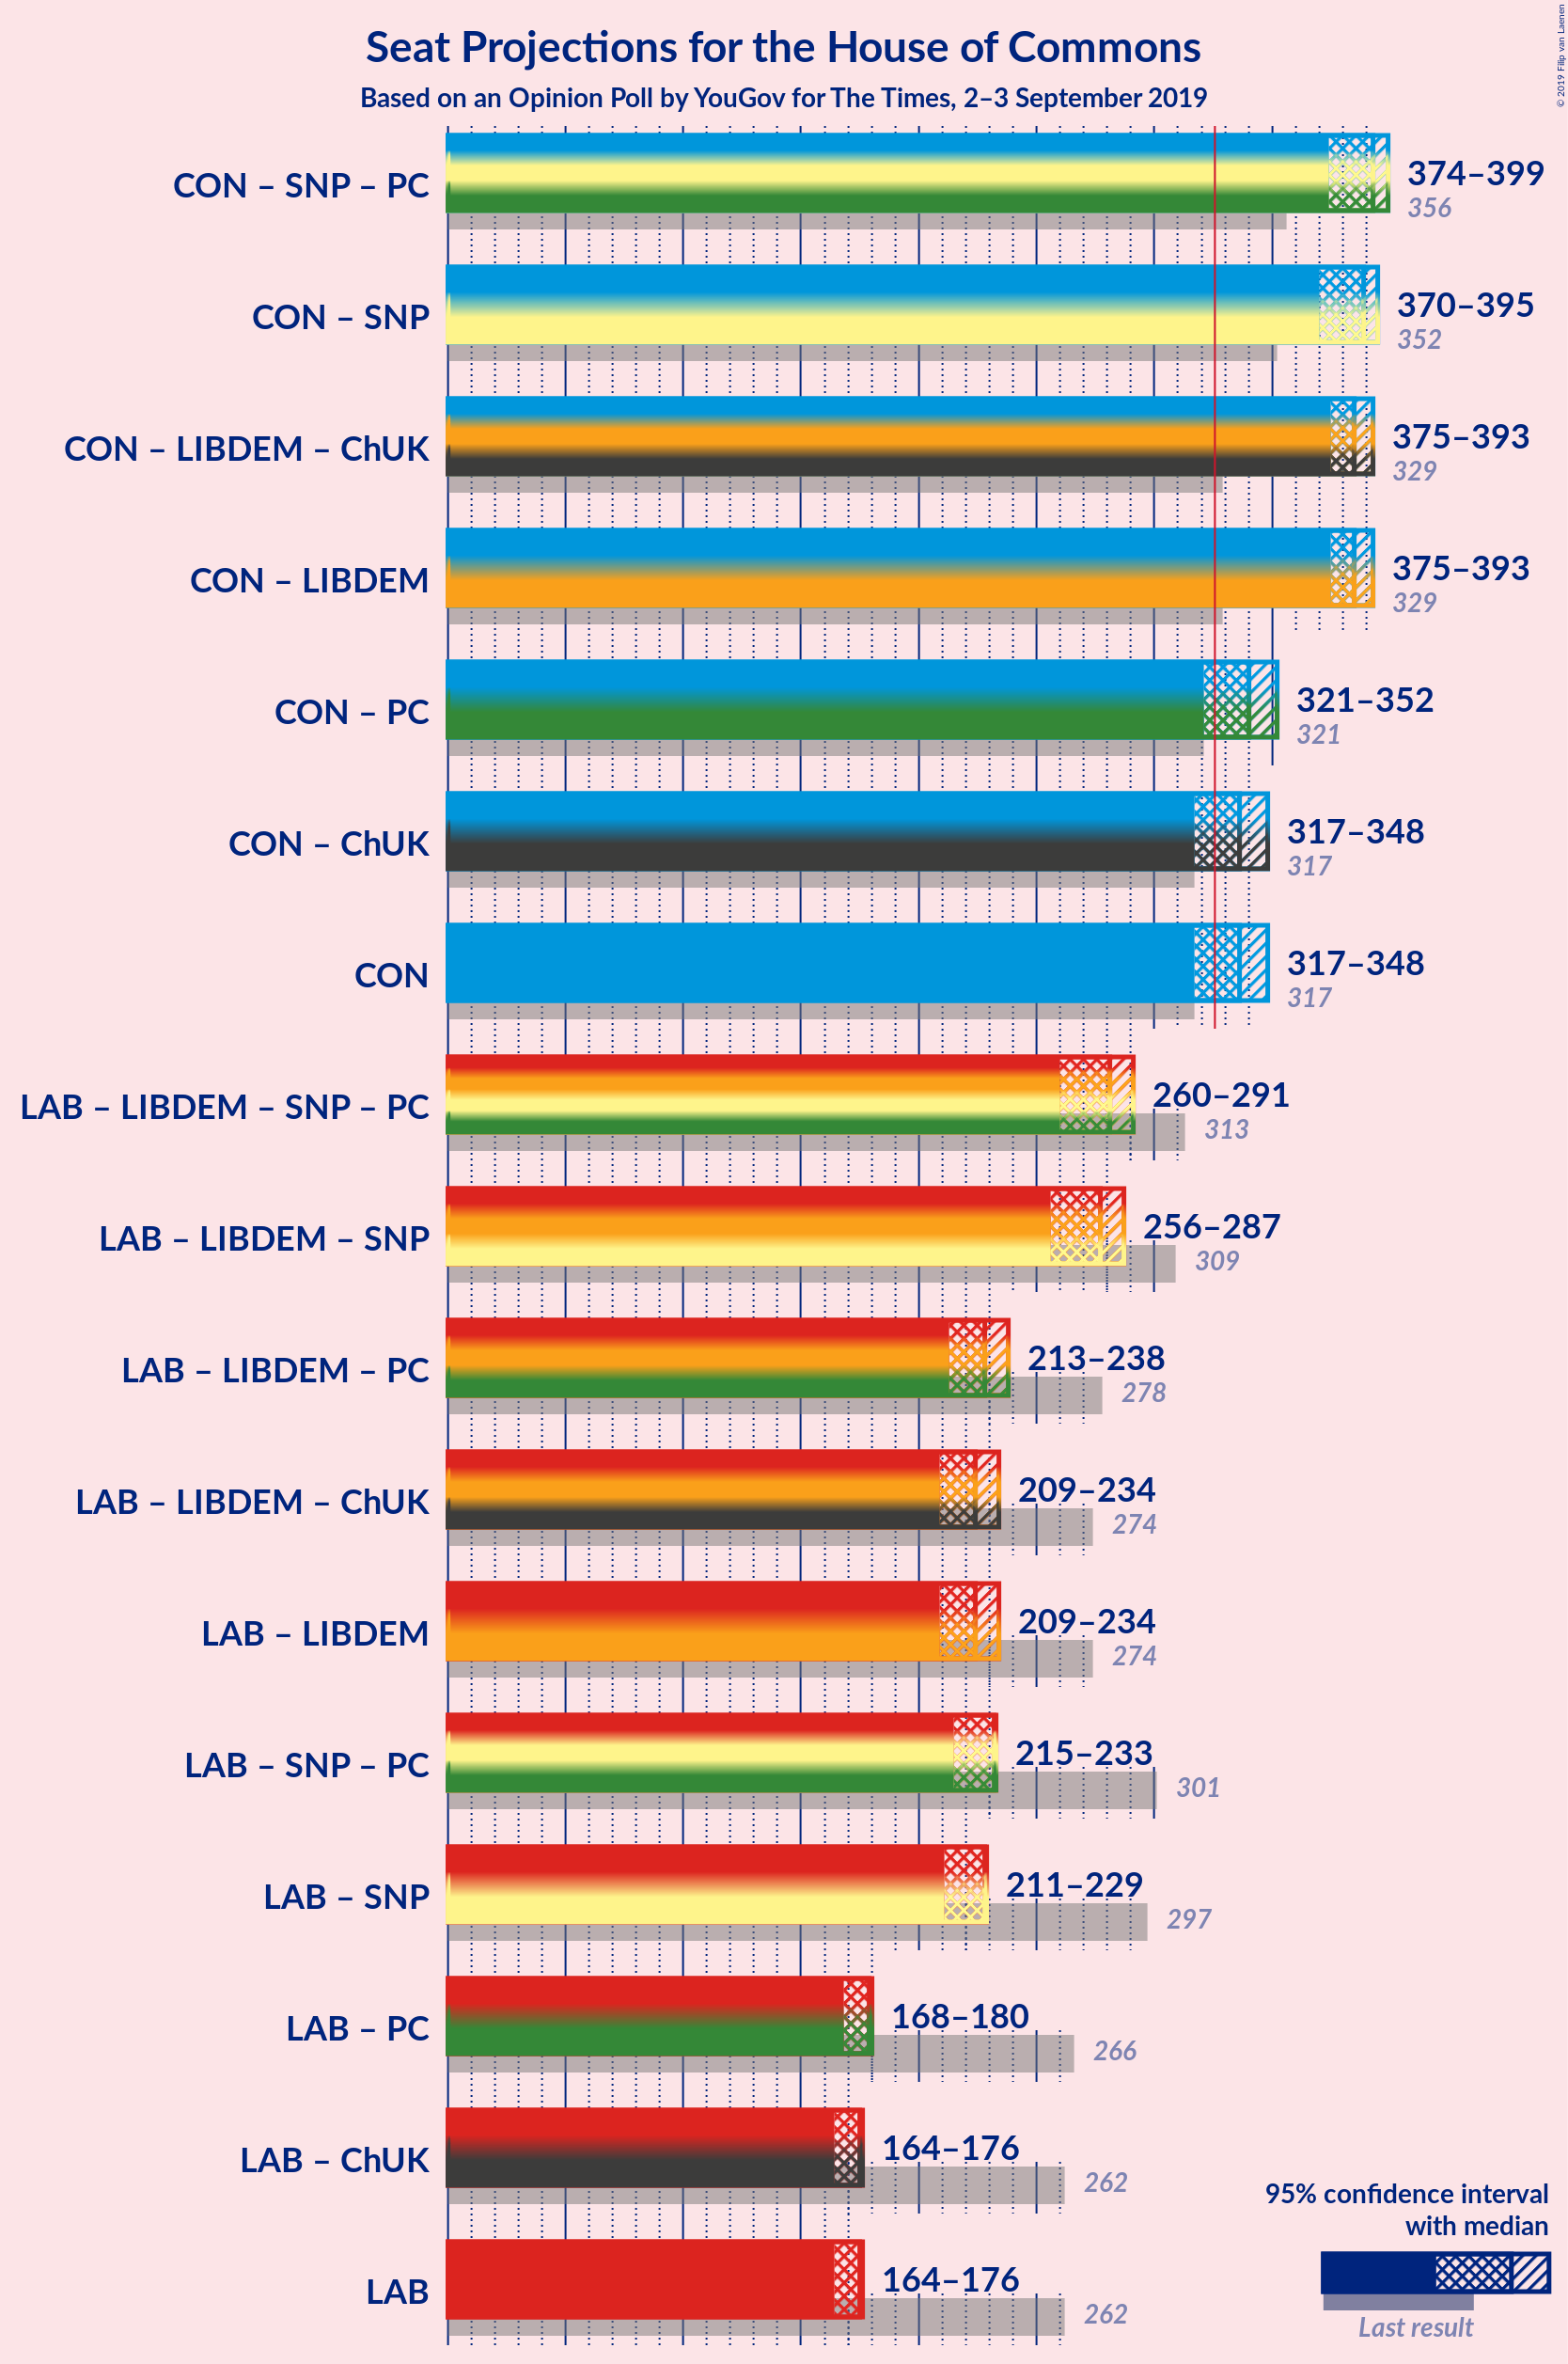 Seat Projections for the House of Commons
Based on an Opinion Poll by YouGov for The Times, 2–3 September 2019
© 2019 Filip van Laenen
CON – SNP – PC
374–399
356
CON – SNP
370–395
352
CON – LIBDEM – ChUK
375–393
329
CON – LIBDEM
375–393
329
CON – PC
321–352
321
CON – ChUK
317–348
317
CON
317–348
317
LAB – LIBDEM – SNP – PC
260–291
313
LAB – LIBDEM – SNP
256–287
309
LAB – LIBDEM – PC
213–238
278
LAB – LIBDEM – ChUK
209–234
274
LAB – LIBDEM
209–234
274
LAB – SNP – PC
215–233
301
LAB – SNP
211–229
297
LAB – PC
168–180
266
LAB – ChUK
164–176
262
LAB
164–176
262
95% confidence interval
with median
Last result